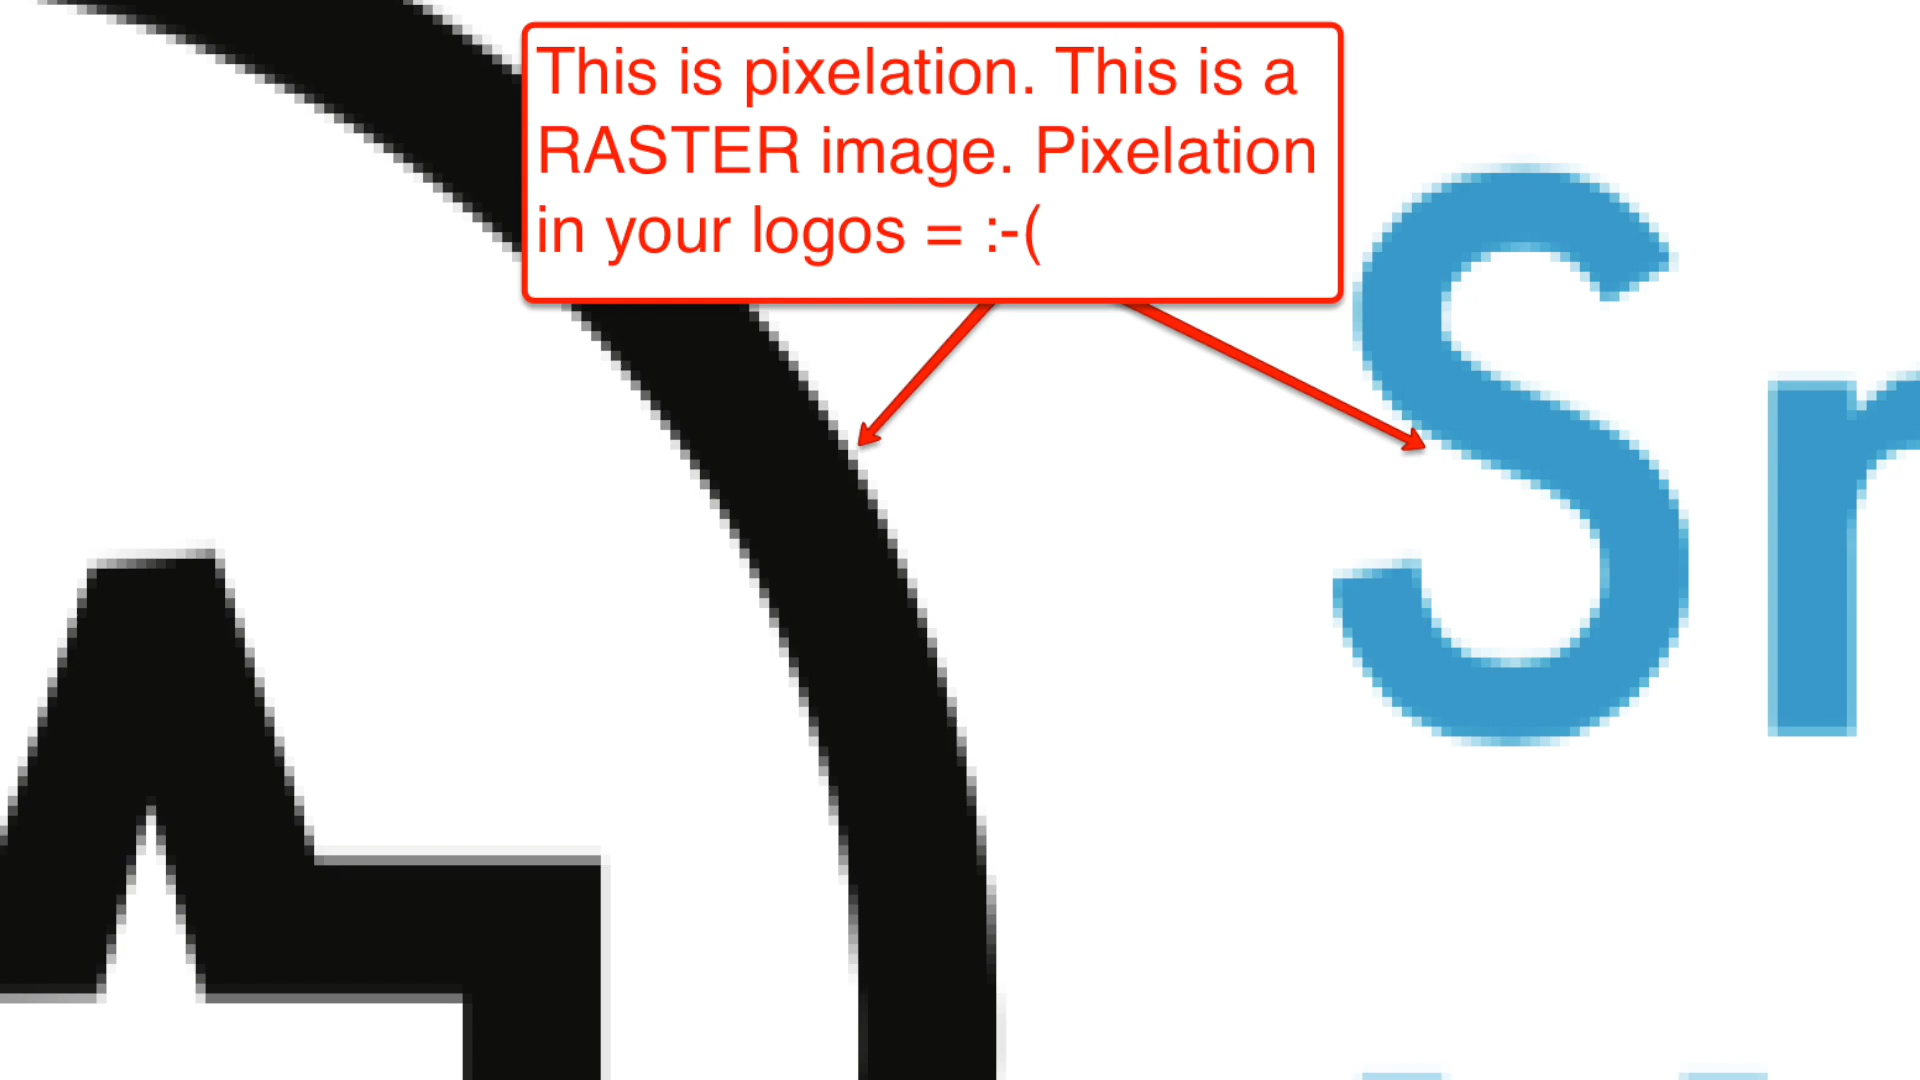 This is pixelation. This is a
RASTER image. Pixelation
in your logos = :-(